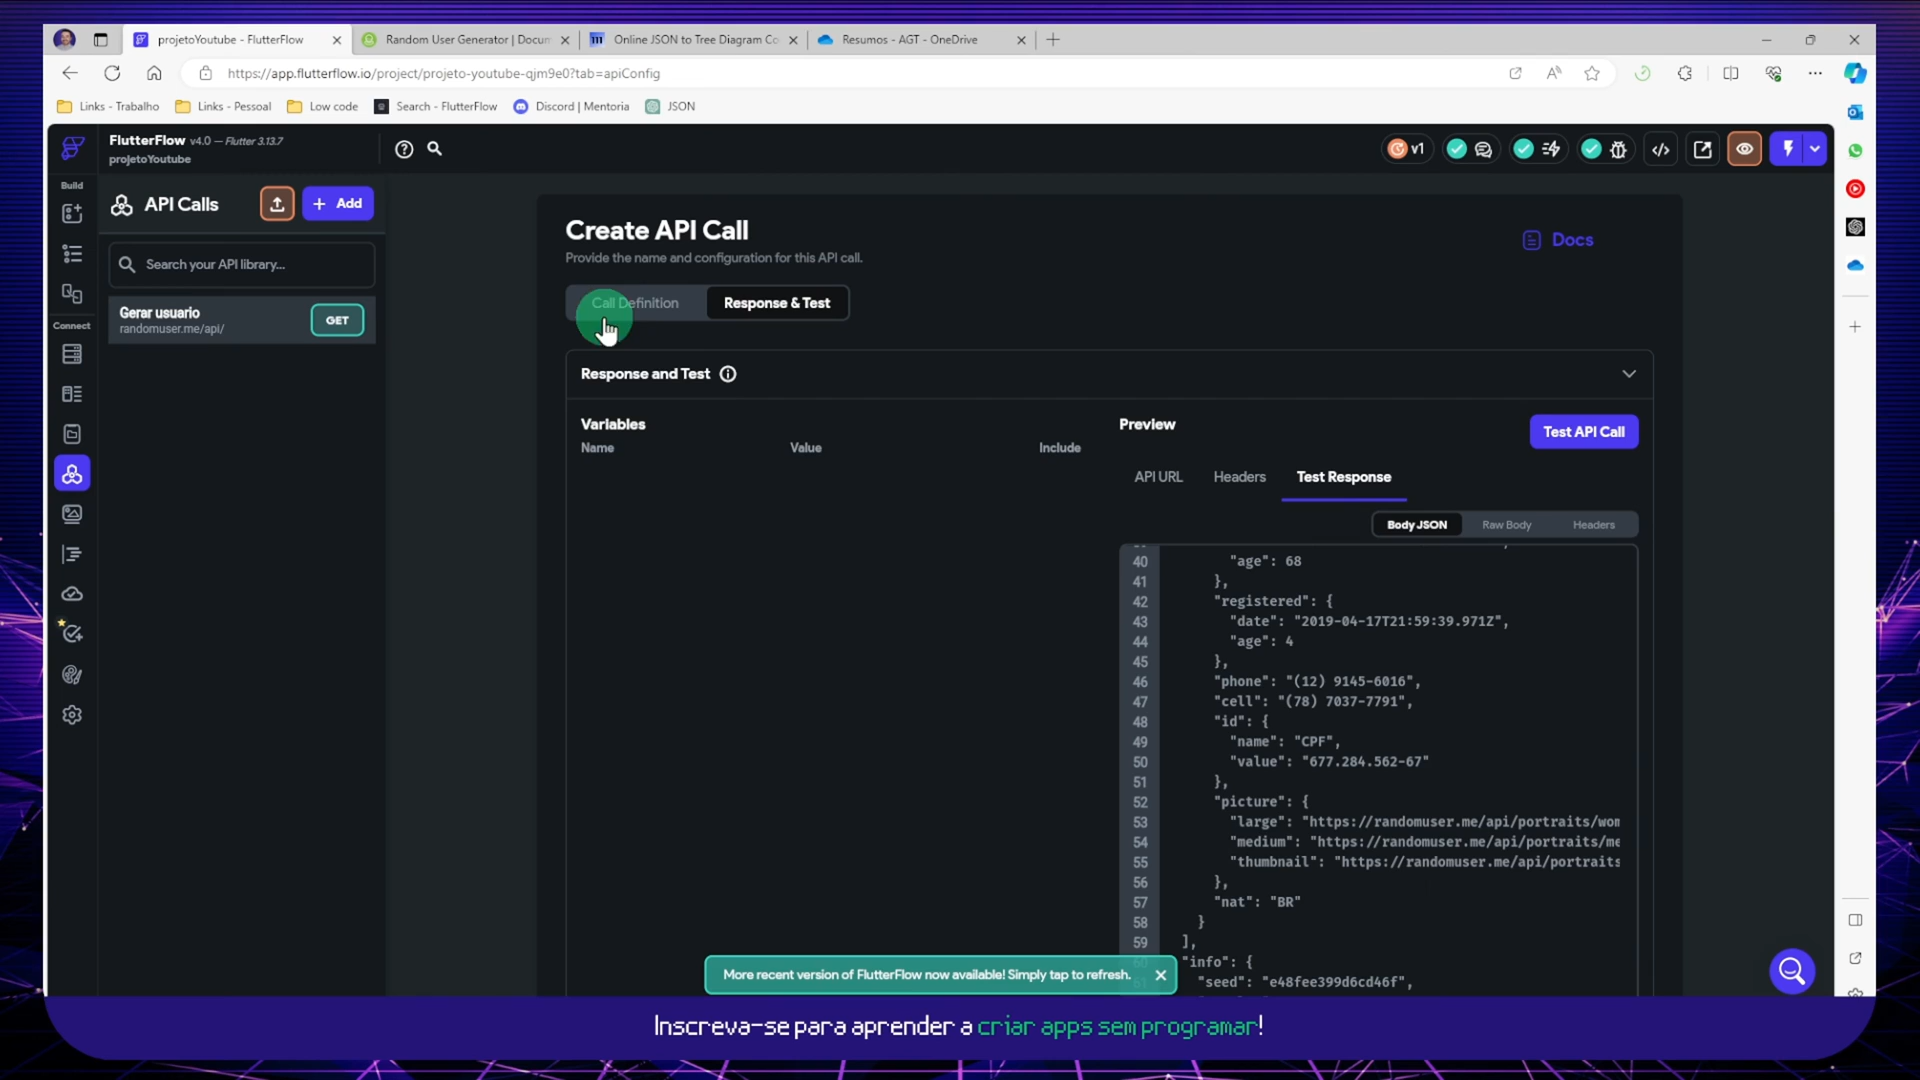 projetoYoutube - FlutterFlow
Random User Generator | Docum
Online JSON to Tree Diagram Co
Resumos - AGT - OneDrive
https://app.flutterflow.io/project/projeto-youtube-qjm9e0?tab=apiConfig
Links - Trabalho
Links - Pessoal
Low code
Search - FlutterFlow
Discord | Mentoria
JSON
FlutterFlow v4.0 — Flutter 3.13.7
projetoYoutube
v1
Build
API Calls
+ Add
Search your API library...
Gerar usuario
randomuser.me/api/
GET
Connect
Create API Call
Provide the name and configuration for this API call.
Docs
Call Definition
Response & Test
Response and Test
Variables
Name
Value
Include
Preview
Test API Call
API URL
Headers
Test Response
Body JSON
Raw Body
Headers
40 "age": 68
41 },
42 "registered": {
43 "date": "2019-04-17T21:59:39.971Z",
44 "age": 4
45 },
46 "phone": "(12) 9145-6016",
47 "cell": "(78) 7037-7791",
48 "id": {
49 "name": "CPF",
50 "value": "677.284.562-67"
51 },
52 "picture": {
53 "large": "https://randomuser.me/api/portraits/wom
54 "medium": "https://randomuser.me/api/portraits/me
55 "thumbnail": "https://randomuser.me/api/portraits
56 },
57 "nat": "BR"
58 }
59 ],
60 "info": {
61 "seed": "e48fee399d6cd46f",
More recent version of FlutterFlow now available! Simply tap to refresh.
Inscreva-se para aprender a criar apps sem programar!